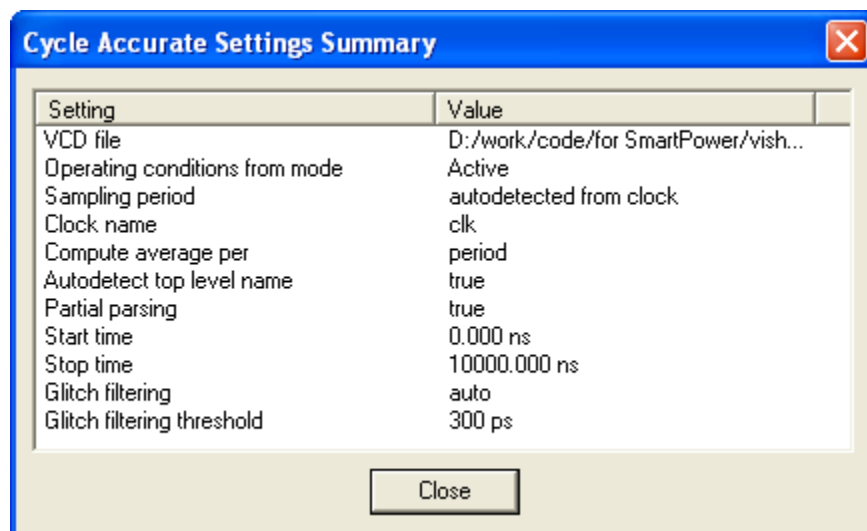 Cycle Accurate Settings Summary
Setting Value
VCD file D:/work/code/for SmartPower/vish...
Operating conditions from mode Active
Sampling period autodetected from clock
Clock name clk
Compute average per period
Autodetect top level name true
Partial parsing true
Start time 0.000 ns
Stop time 10000.000 ns
Glitch filtering auto
Glitch filtering threshold 300 ps
Close